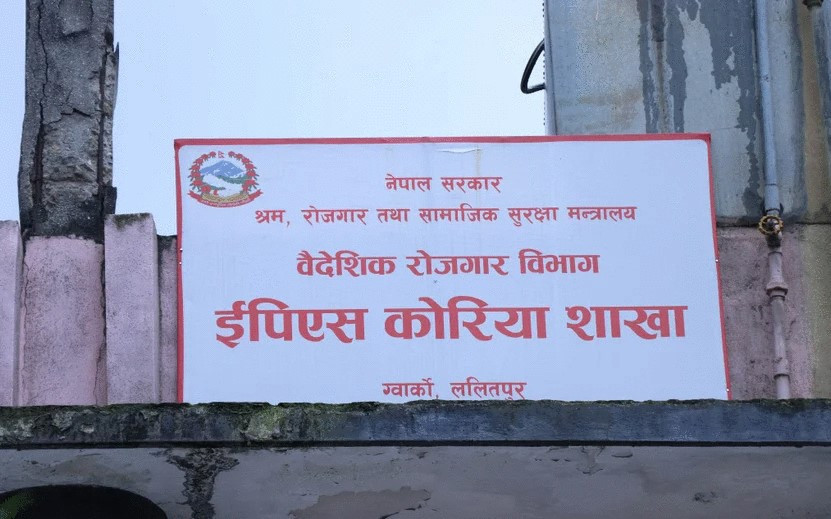 नेपाल सरकार
श्रम, रोजगार तथा सामाजिक सुरक्षा मन्त्रालय
वैदेशिक रोजगार विभाग
ईपिएस कोरिया शाखा
ग्वार्को, ललितपुर